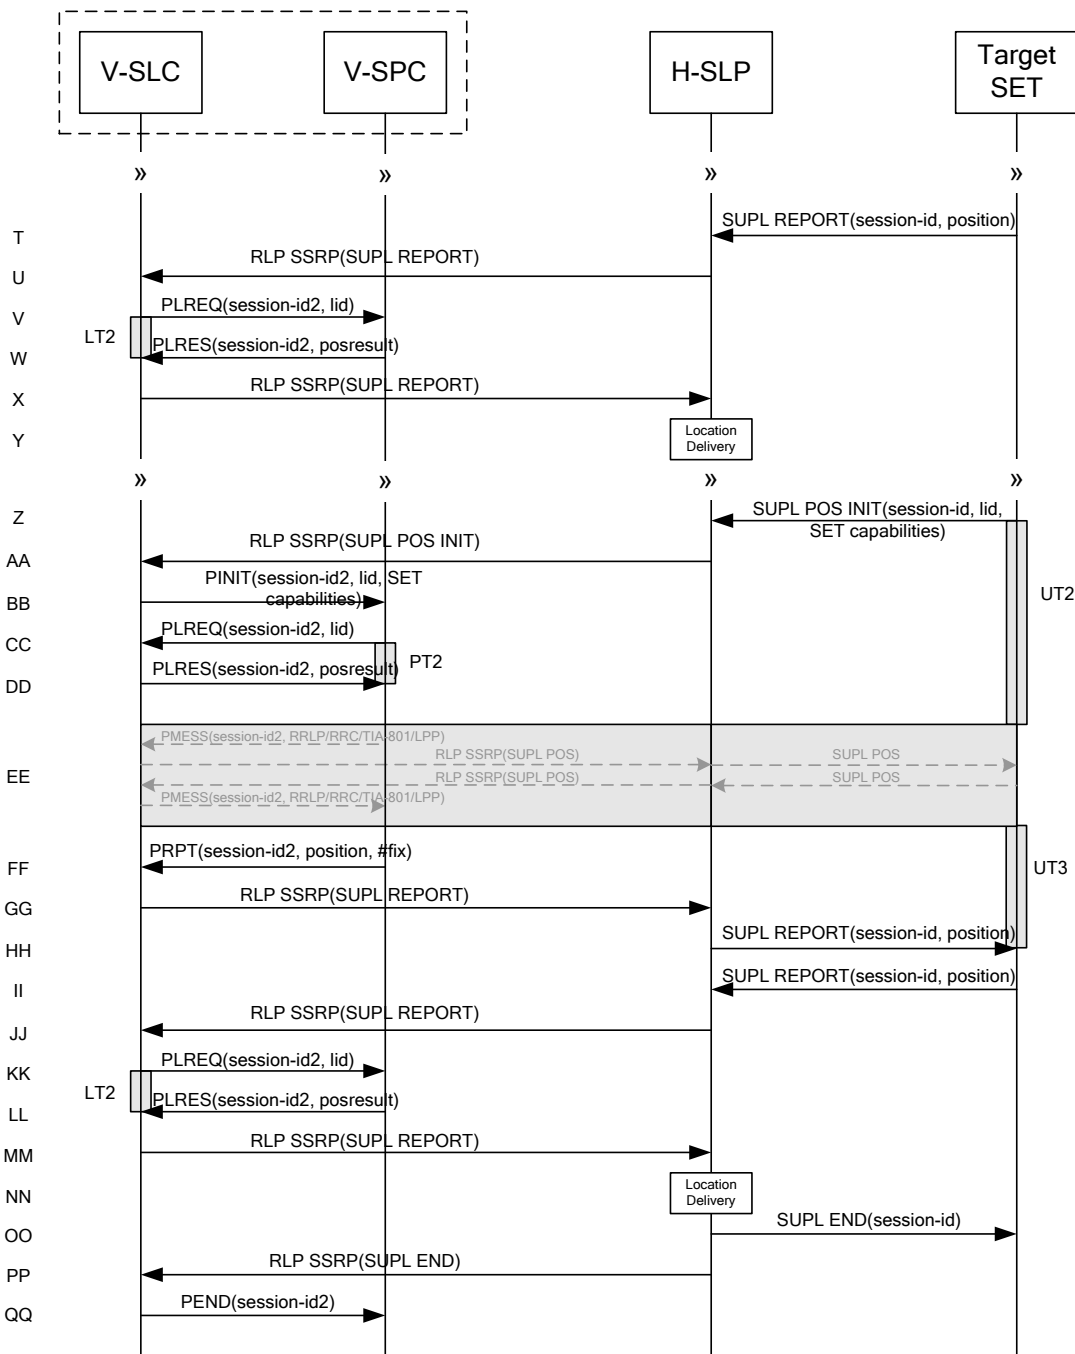 V-SLC
V-SPC
H-SLP
Target
SET
»
»
»
»
T
SUPL REPORT(session-id, position)
U
RLP SSRP(SUPL REPORT)
V
PLREQ(session-id2, lid)
LT2
W
PLRES(session-id2, posresult)
X
RLP SSRP(SUPL REPORT)
Y
Location
Delivery
»
»
»
»
Z
SUPL POS INIT(session-id, lid,
SET capabilities)
AA
RLP SSRP(SUPL POS INIT)
BB
PINIT(session-id2, lid, SET
capabilities)
UT2
CC
PLREQ(session-id2, lid)
PT2
DD
PLRES(session-id2, posresult)
PMESS(session-id2, RRLP/RRC/TIA-801/LPP)
RLP SSRP(SUPL POS)
SUPL POS
EE
RLP SSRP(SUPL POS)
SUPL POS
PMESS(session-id2, RRLP/RRC/TIA-801/LPP)
FF
PRPT(session-id2, position, #fix)
UT3
GG
RLP SSRP(SUPL REPORT)
HH
SUPL REPORT(session-id, position)
II
SUPL REPORT(session-id, position)
JJ
RLP SSRP(SUPL REPORT)
KK
PLREQ(session-id2, lid)
LT2
LL
PLRES(session-id2, posresult)
MM
RLP SSRP(SUPL REPORT)
NN
Location
Delivery
OO
SUPL END(session-id)
PP
RLP SSRP(SUPL END)
QQ
PEND(session-id2)